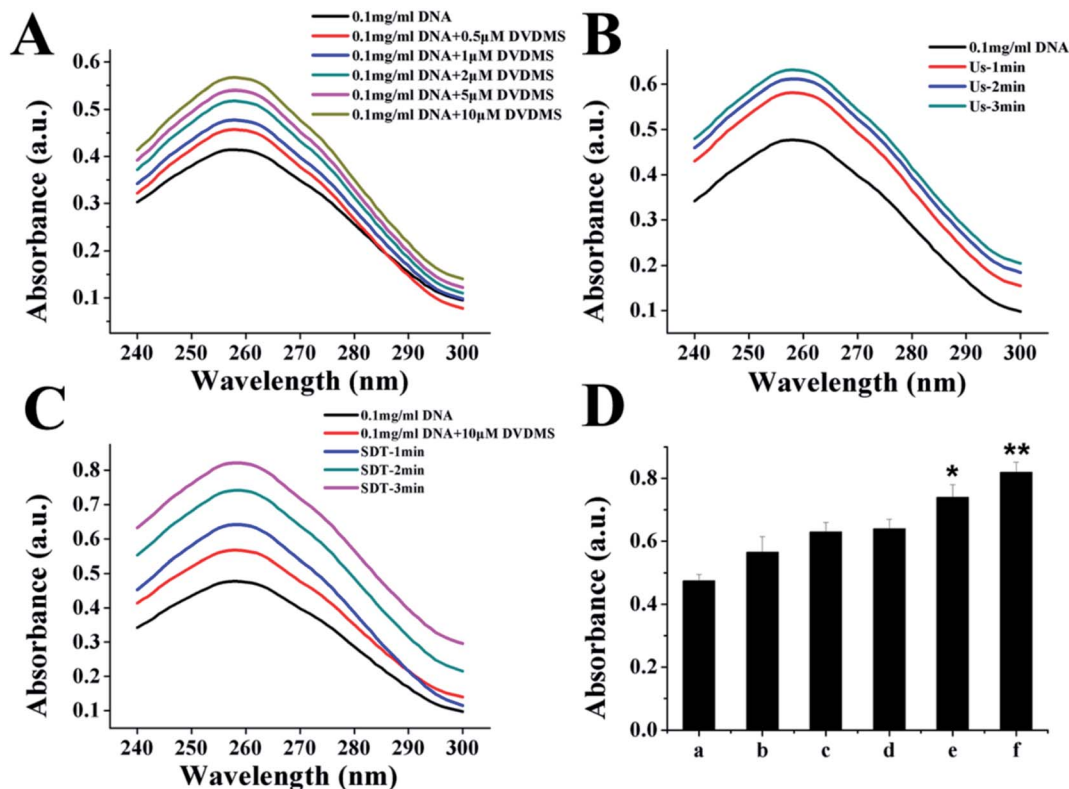 A
0.1mg/ml DNA
0.1mg/ml DNA+0.5μM DVDMS
0.1mg/ml DNA+1μM DVDMS
0.1mg/ml DNA+2μM DVDMS
0.1mg/ml DNA+5μM DVDMS
0.1mg/ml DNA+10μM DVDMS
Absorbance (a.u.)
0.6
0.5
0.4
0.3
0.2
0.1
240 250 260 270 280 290 300
Wavelength (nm)
B
0.1mg/ml DNA
Us-1min
Us-2min
Us-3min
Absorbance (a.u.)
0.6
0.5
0.4
0.3
0.2
0.1
240 250 260 270 280 290 300
Wavelength (nm)
C
0.1mg/ml DNA
0.1mg/ml DNA+10μM DVDMS
SDT-1min
SDT-2min
SDT-3min
Absorbance (a.u.)
0.8
0.7
0.6
0.5
0.4
0.3
0.2
0.1
240 250 260 270 280 290 300
Wavelength (nm)
D
Absorbance (a.u.)
0.8
0.6
0.4
0.2
0.0
* **
a b c d e f